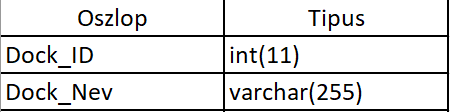 Oszlop Tipus
Dock_ID int(11)
Dock_Nev varchar(255)